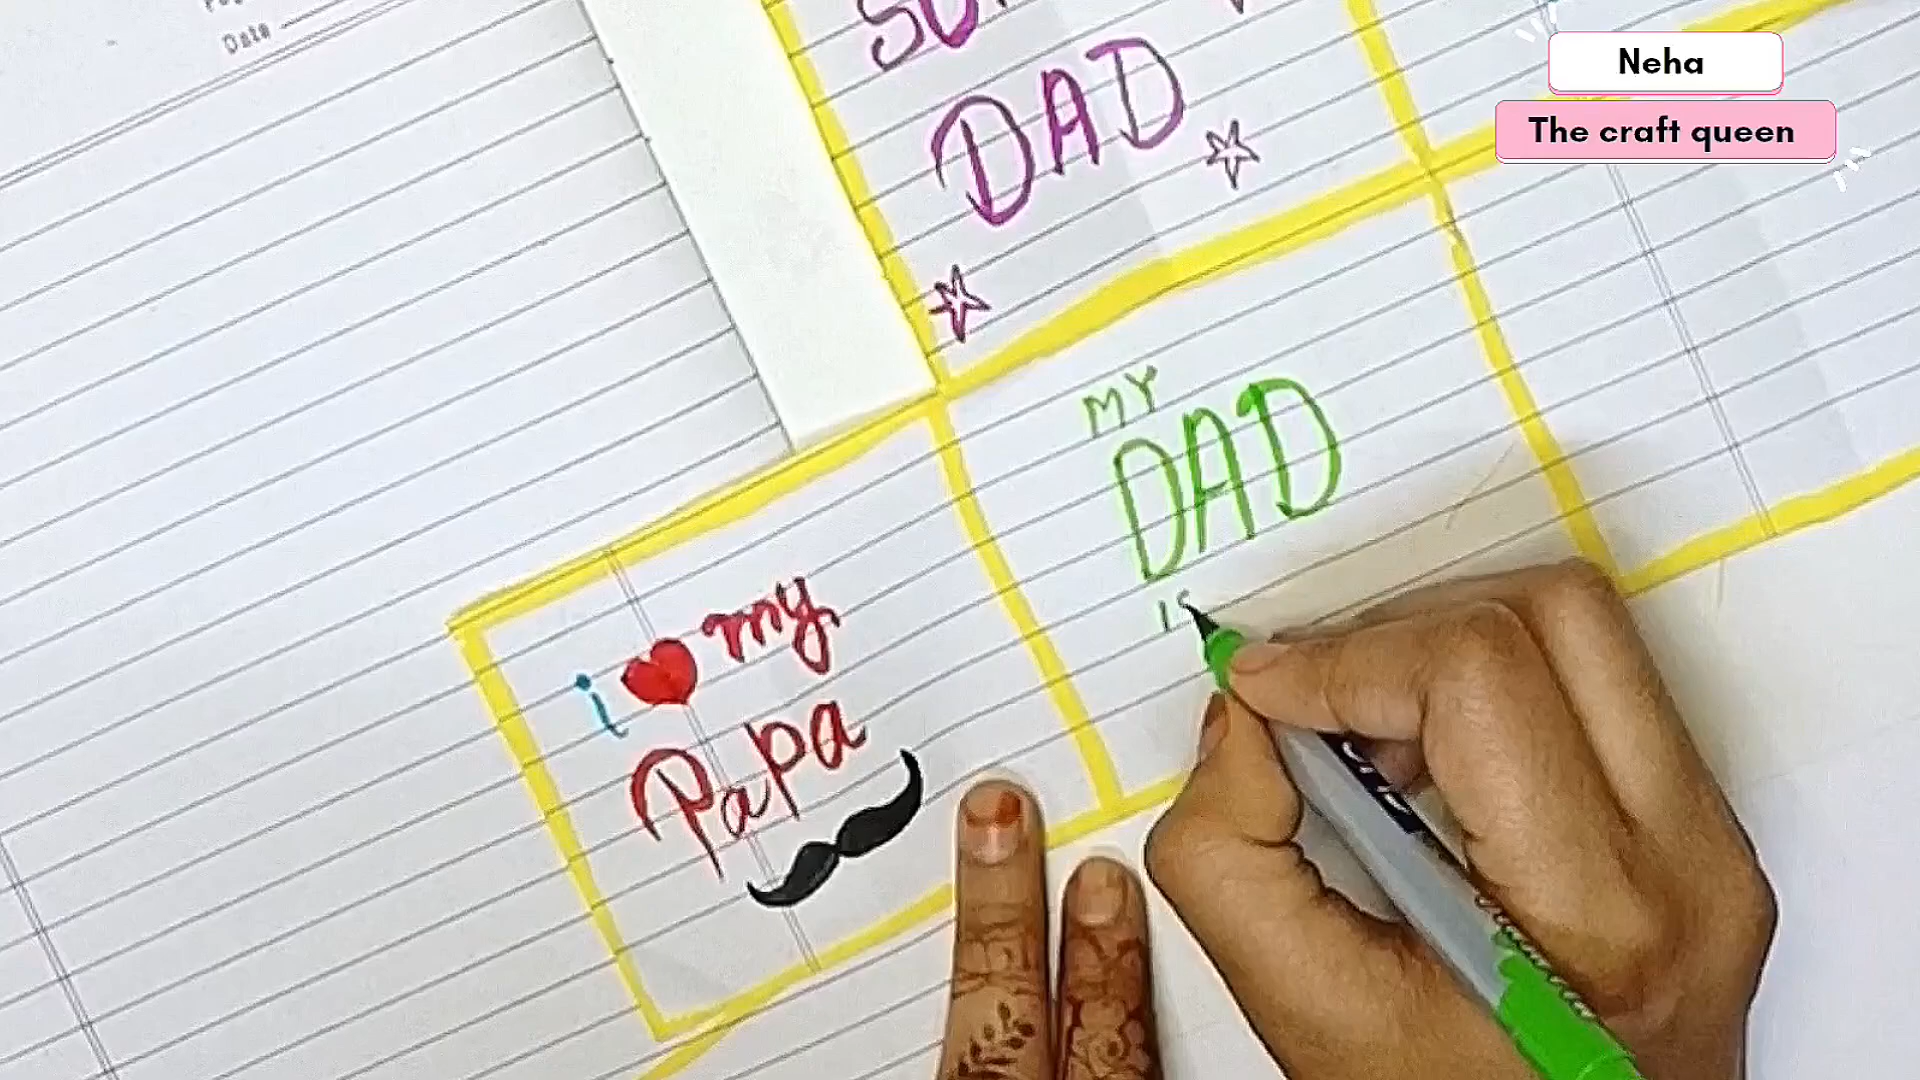 Date
DAD
Neha
The craft queen
MY
DAD
IS
i ❤ my
Papa